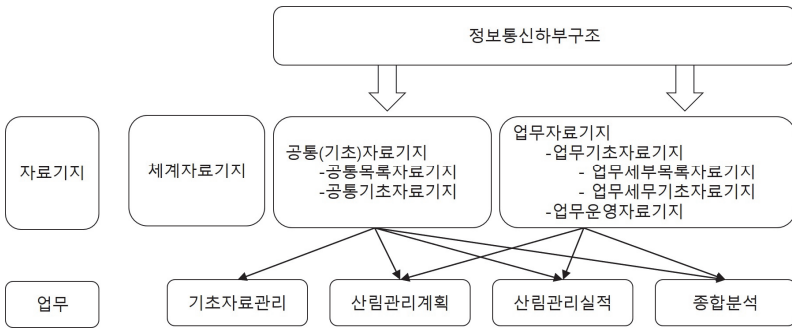 정보통신하부구조
자료기지
세계자료기지
공통(기초)자료기지
-공통목록자료기지
-공통기초자료기지
업무자료기지
-업무기초자료기지
- 업무세부목록자료기지
- 업무세무기초자료기지
-업무운영자료기지
업무
기초자료관리
산림관리계획
산림관리실적
종합분석